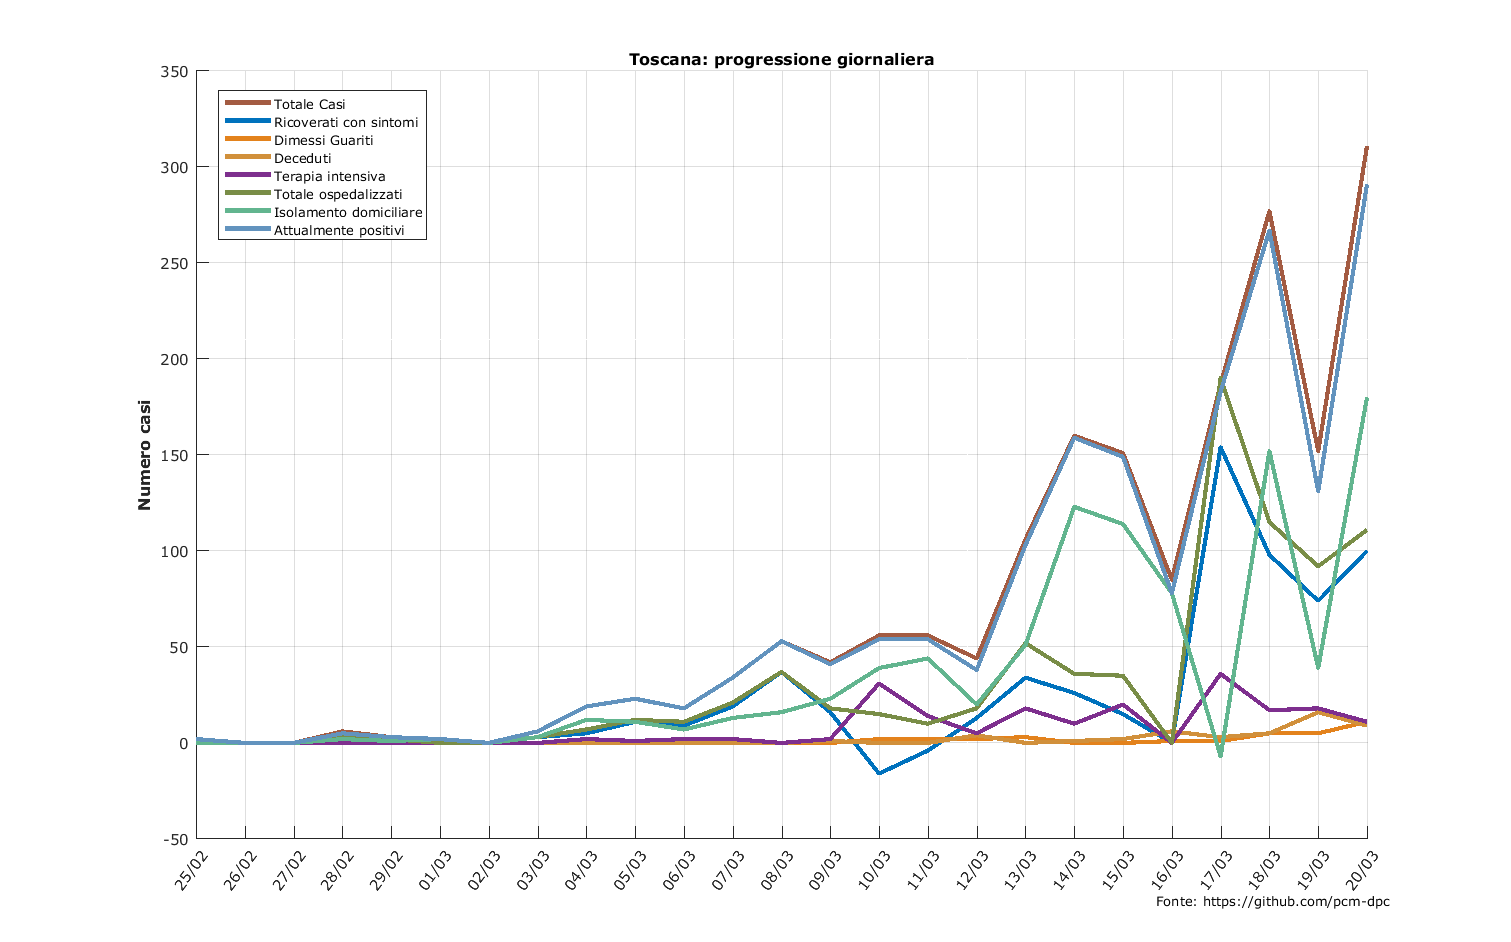 Toscana: progressione giornaliera
350
300
250
200
150
100
50
0
-50
Numero casi
Totale Casi
Ricoverati con sintomi
Dimessi Guariti
Deceduti
Terapia intensiva
Totale ospedalizzati
Isolamento domiciliare
Attualmente positivi
25/02 26/02 27/02 28/02 29/02 01/03 02/03 03/03 04/03 05/03 06/03 07/03 08/03 09/03 10/03 11/03 12/03 13/03 14/03 15/03 16/03 17/03 18/03 19/03 20/03
Fonte: https://github.com/pcm-dpc